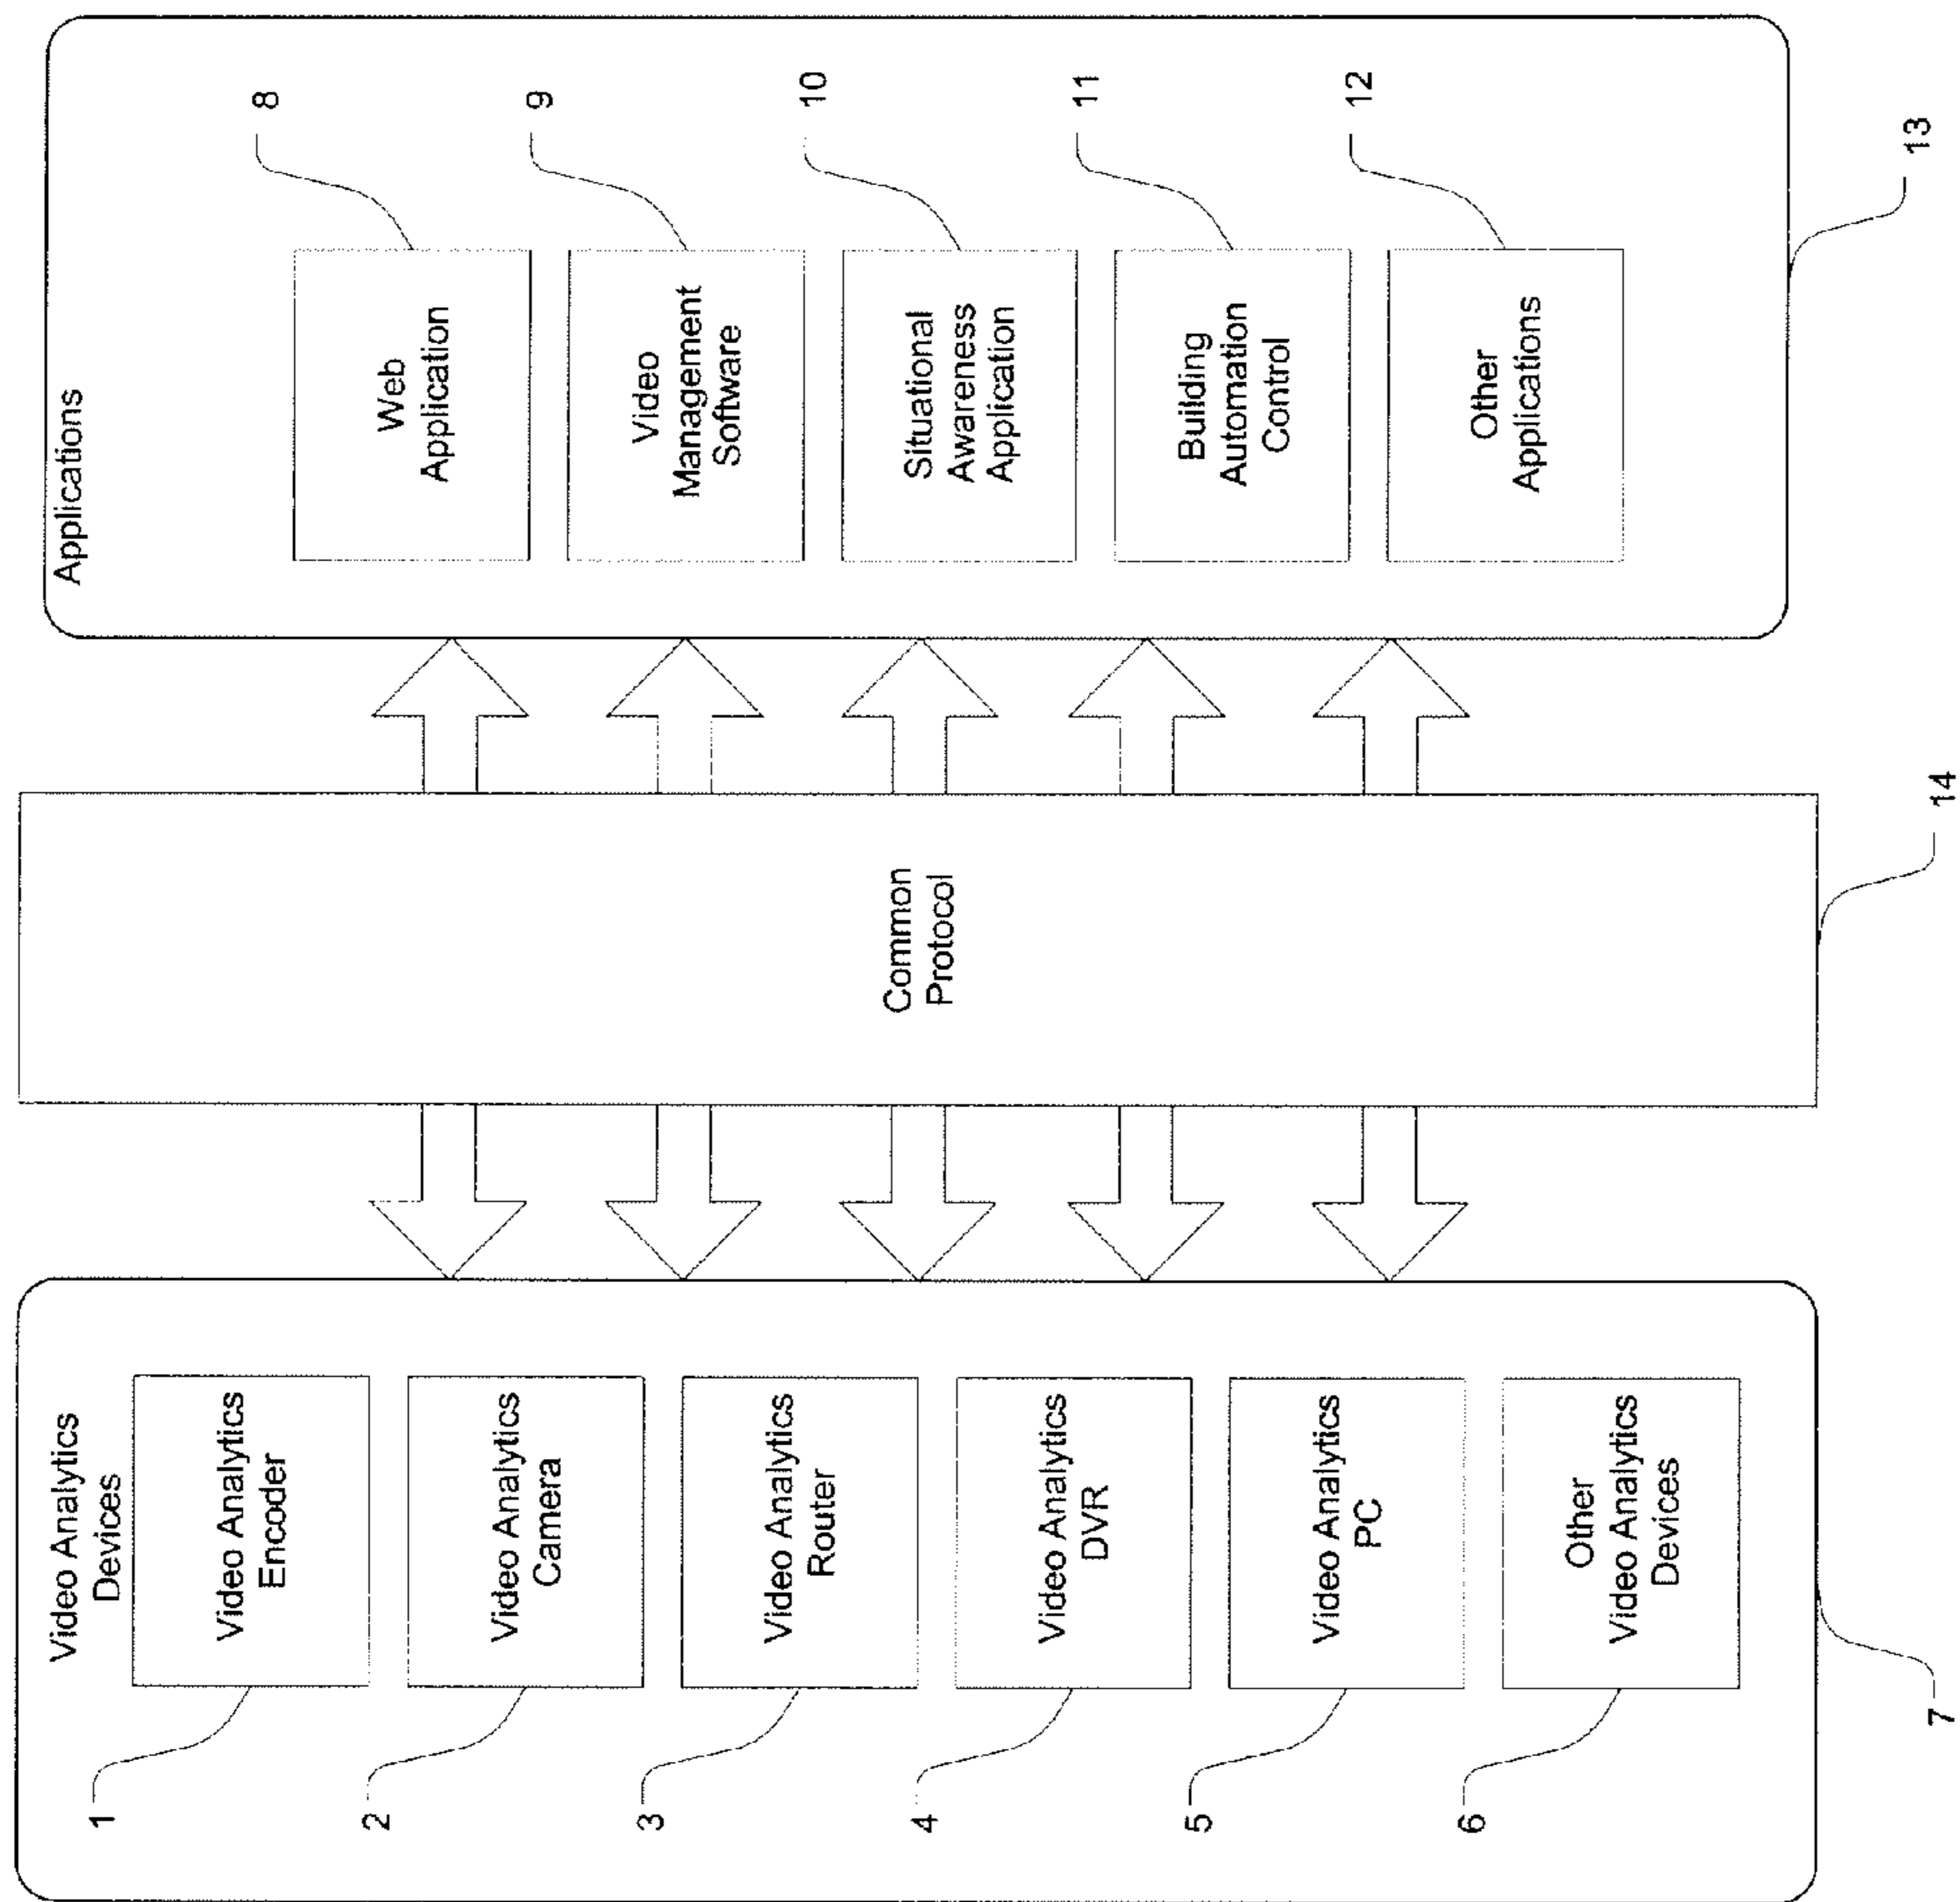 Video Analytics
Devices
1
Video Analytics
Encoder
2
Video Analytics
Camera
3
Video Analytics
Router
4
Video Analytics
DVR
5
Video Analytics
PC
6
Other
Video Analytics
Devices
7
Common
Protocol
14
Applications
Web
Application
8
Video
Management
Software
9
Situational
Awareness
Application
10
Building
Automation
Control
11
Other
Applications
12
13